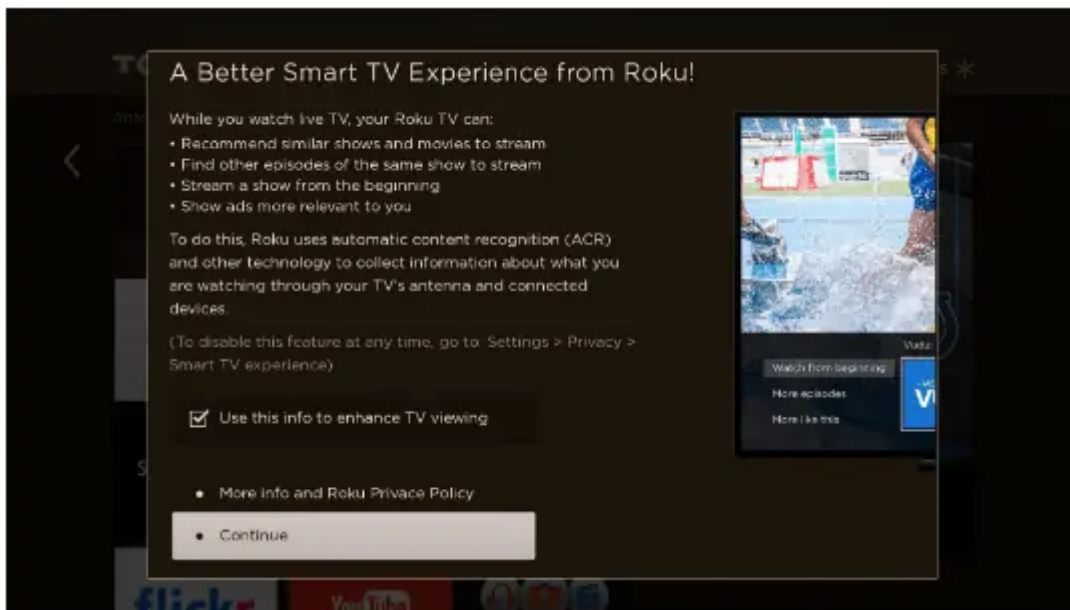 A Better Smart TV Experience from Roku!
While you watch live TV, your Roku TV can:
• Recommend similar shows and movies to stream
• Find other episodes of the same show to stream
• Stream a show from the beginning
• Show ads more relevant to you
To do this, Roku uses automatic content recognition (ACR)
and other technology to collect information about what you
are watching through your TV's antenna and connected
devices.
(To disable this feature at any time, go to: Settings > Privacy >
Smart TV experience)
Use this info to enhance TV viewing
• More info and Roku Privace Policy
• Continue
Vudu
Watch from beginning
More episodes
More like this
flickr
YouTube